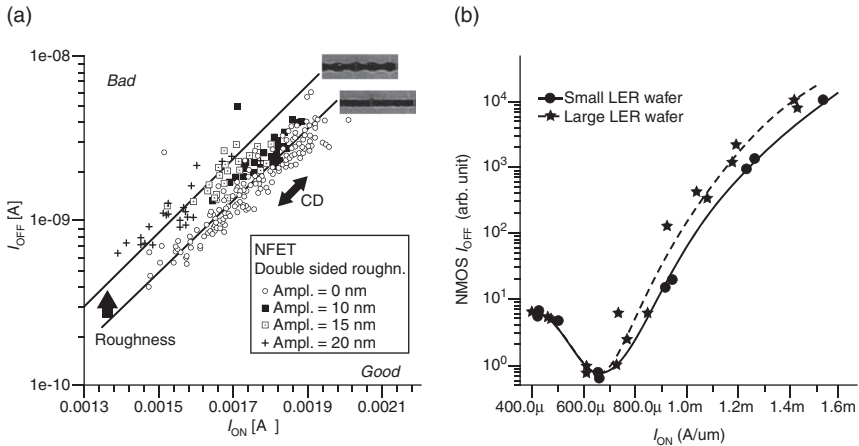 (a)
1e-08
1e-09
1e-10
I_OFF [A]
Bad
CD
NFET
Double sided roughn.
Ampl. = 0 nm
Ampl. = 10 nm
Ampl. = 15 nm
Ampl. = 20 nm
Roughness
Good
0.0013 0.0015 0.0017 0.0019 0.0021
I_ON [A]
(b)
NMOS I_OFF (arb. unit)
10^4
10^3
10^2
10^1
10^0
Small LER wafer
Large LER wafer
400.0μ 600.0μ 800.0μ 1.0m 1.2m 1.4m 1.6m
I_ON (A/um)